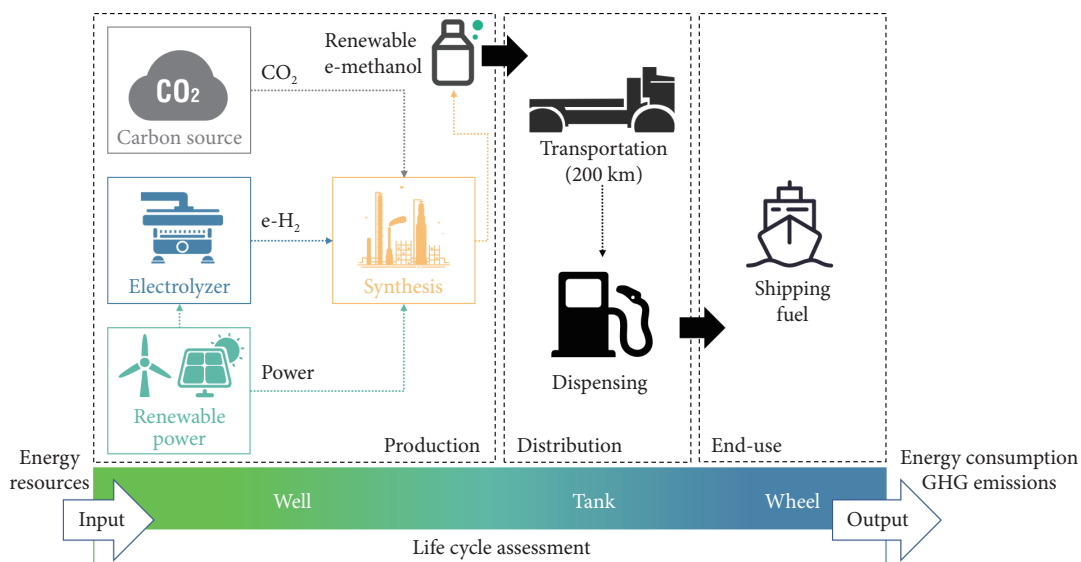 Renewable
e-methanol
CO₂
CO₂
Carbon source
Transportation
(200 km)
e-H₂
Electrolyzer
Synthesis
Shipping
fuel
Power
Dispensing
Renewable
power
Production
Distribution
End-use
Energy
resources
Energy consumption
GHG emissions
Well
Tank
Wheel
Input
Output
Life cycle assessment